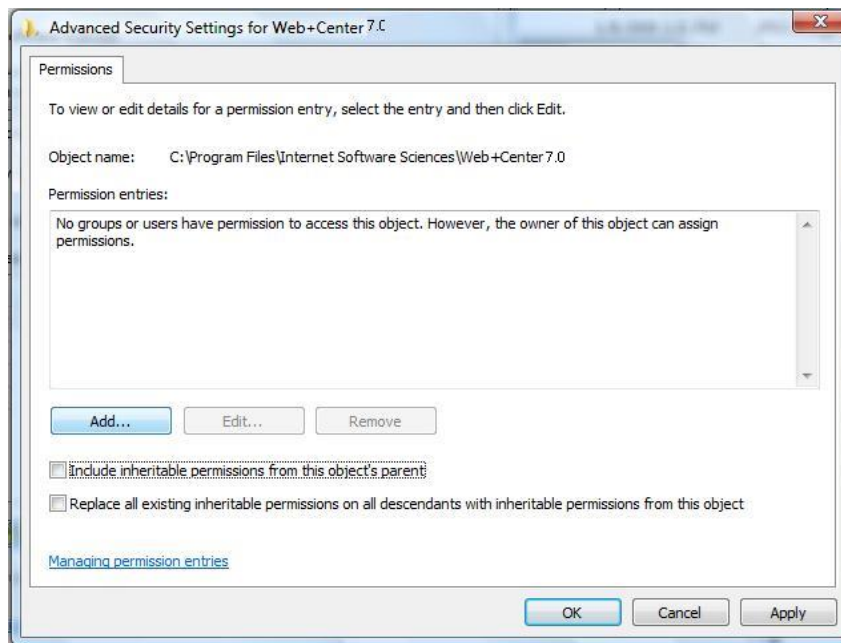 Advanced Security Settings for Web+Center 7.0
Permissions
To view or edit details for a permission entry, select the entry and then click Edit.
Object name: C:\Program Files\Internet Software Sciences\Web+Center7.0
Permission entries:
No groups or users have permission to access this object. However, the owner of this object can assign
permissions.
Add... Edit... Remove
Include inheritable permissions from this object's parent
Replace all existing inheritable permissions on all descendants with inheritable permissions from this object
Managing permission entries
OK Cancel Apply